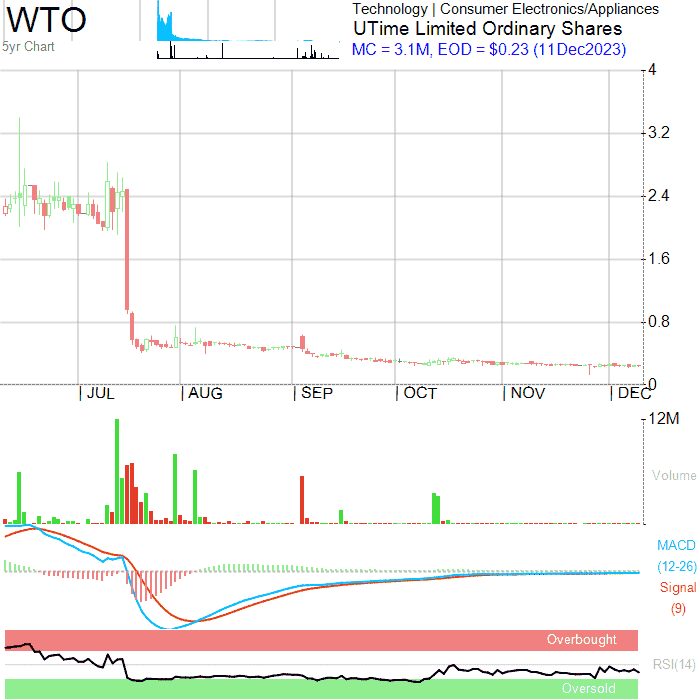 WTO
5yr Chart
Technology | Consumer Electronics/Appliances
UTime Limited Ordinary Shares
MC = 3.1M, EOD = $0.23 (11Dec2023)
4
3.2
2.4
1.6
0.8
0
JUL AUG SEP OCT NOV DEC
12M
Volume
MACD
(12-26)
Signal
(9)
Overbought
RSI(14)
Oversold